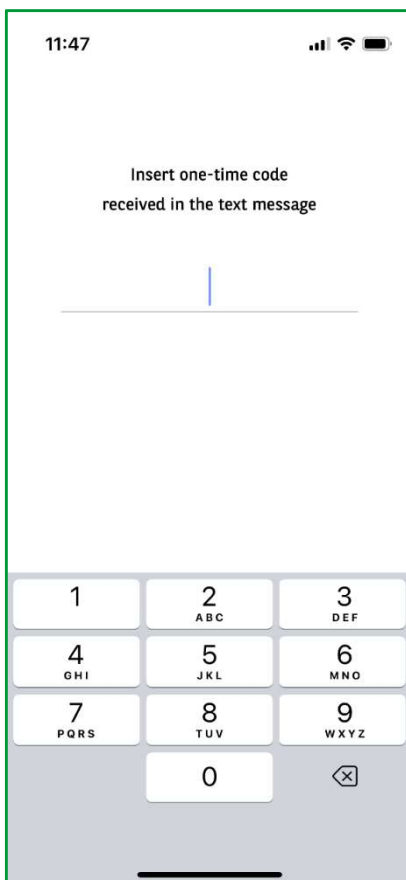 11:47
Insert one-time code
received in the text message
1
2
ABC
3
DEF
4
GHI
5
JKL
6
MNO
7
PQRS
8
TUV
9
WXYZ
0